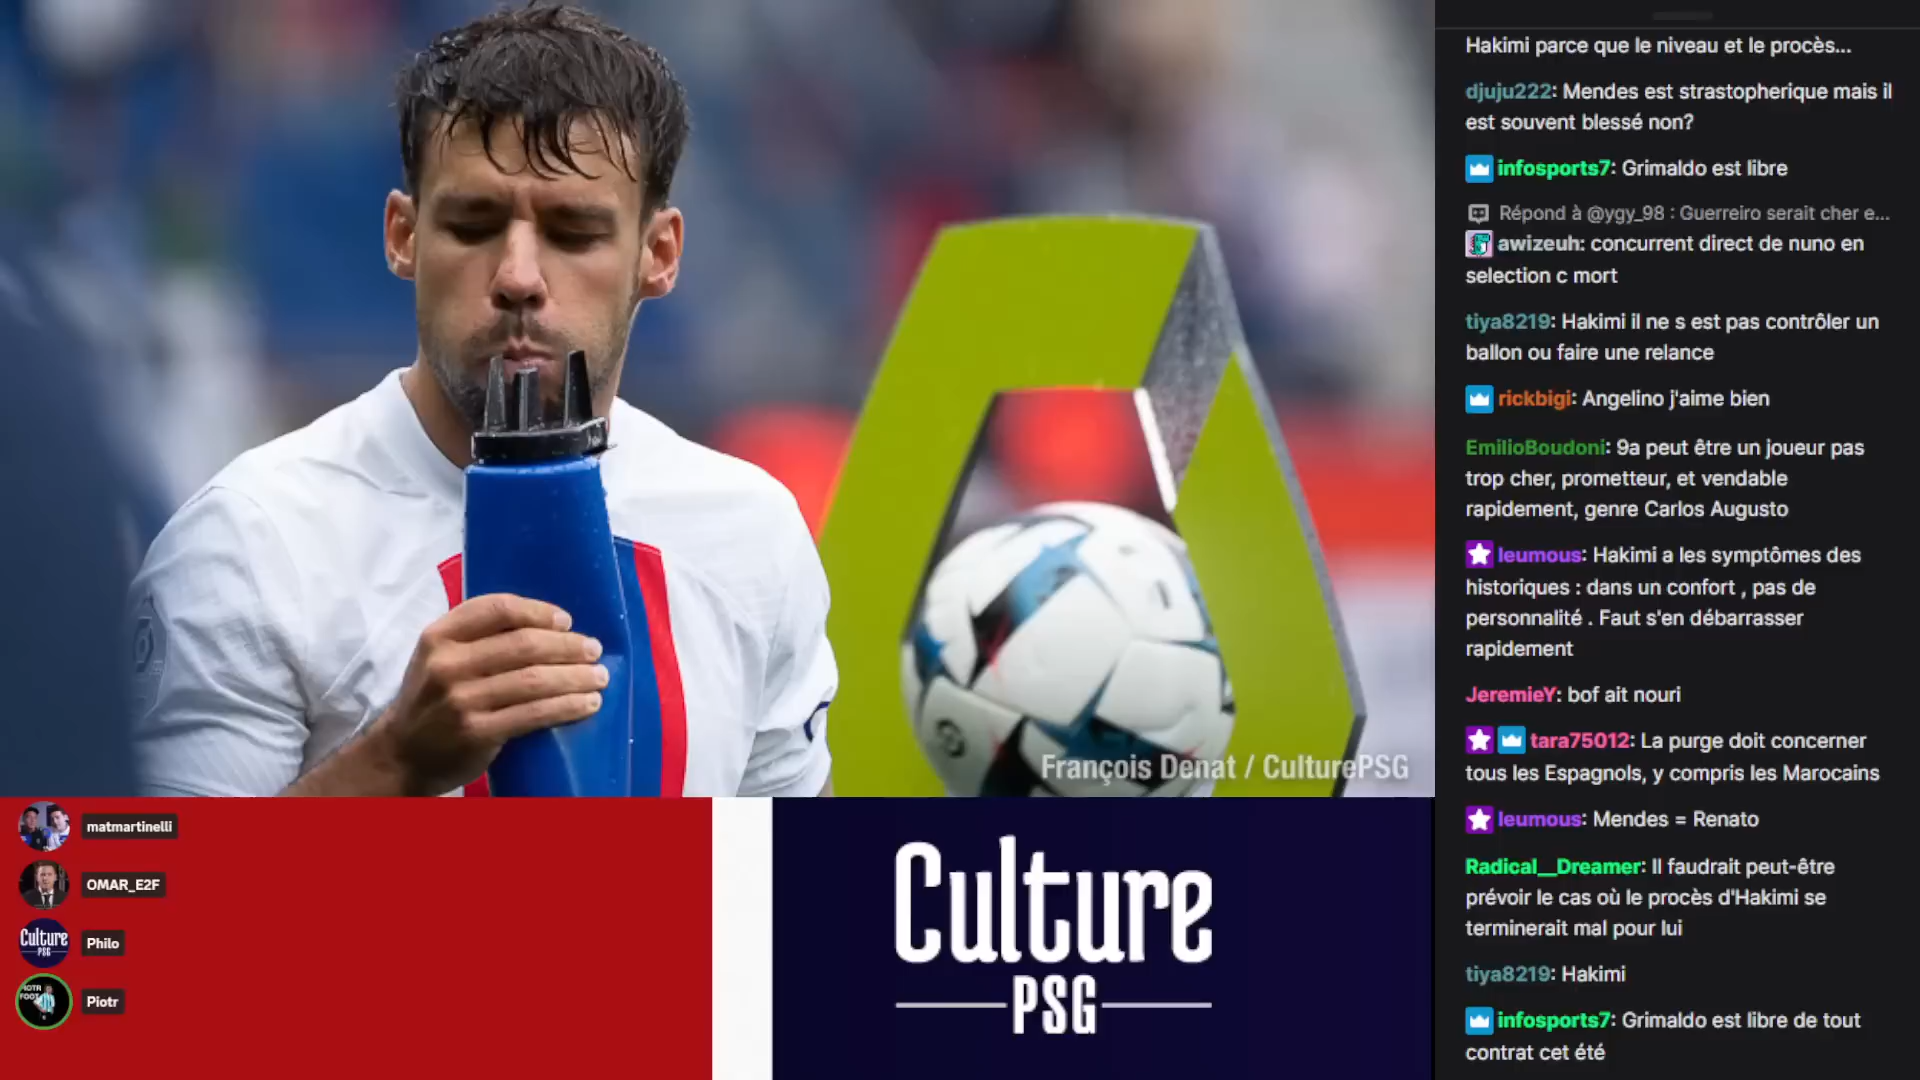 Hakimi parce que le niveau et le procès...
djuju222: Mendes est strastopherique mais il
est souvent blessé non?
infosports7: Grimaldo est libre
Répond à @ygy_98 : Guerreiro serait cher e...
awizeuh: concurrent direct de nuno en
selection c mort
tiya8219: Hakimi il ne s est pas contrôler un
ballon ou faire une relance
rickbigi: Angelino j'aime bien
EmilioBoudoni: 9a peut être un joueur pas
trop cher, prometteur, et vendable
rapidement, genre Carlos Augusto
leumous: Hakimi a les symptômes des
historiques : dans un confort , pas de
personnalité . Faut s'en débarrasser
rapidement
JeremieY: bof ait nouri
tara75012: La purge doit concerner
tous les Espagnols, y compris les Marocains
leumous: Mendes = Renato
Radical__Dreamer: Il faudrait peut-être
prévoir le cas où le procès d'Hakimi se
terminerait mal pour lui
tiya8219: Hakimi
infosports7: Grimaldo est libre de tout
contrat cet été
François Denat / CulturePSG
matmartinelli
OMAR_E2F
Culture
PSG
Philo
Piotr
Culture
PSG